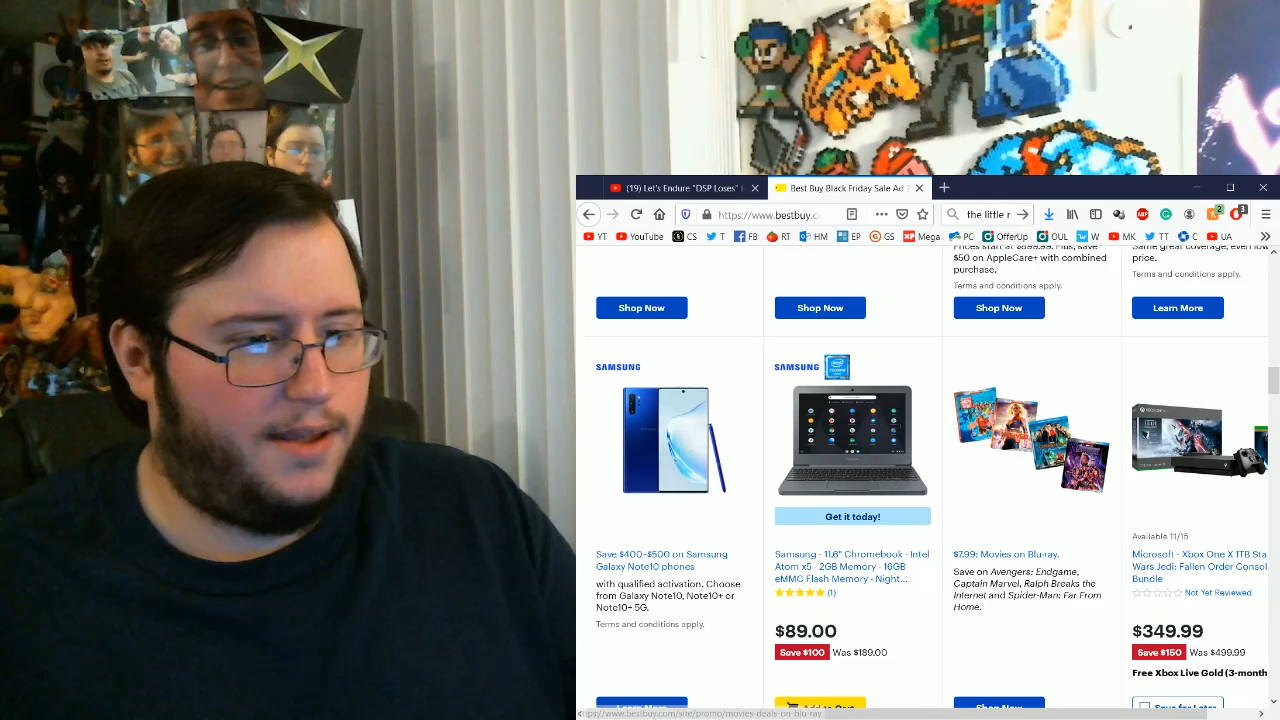 (19) Let's Endure "DSP Loses"
Best Buy Black Friday Sale Ad
https://www.bestbuy.c
the little r
2
3
YT
YouTube
CS
T
FB
RT
HM
EP
GS
Mega
PC
OfferUp
OUL
W
MK
TT
C
UA
$50 on AppleCare+ with combined
purchase.
Terms and conditions apply.
price.
Terms and conditions apply.
Shop Now
Shop Now
Shop Now
Learn More
SAMSUNG
Save $400–$500 on Samsung
Galaxy Note10 phones
with qualified activation. Choose
from Galaxy Note10, Note10+ or
Note10+ 5G.
Terms and conditions apply.
SAMSUNG
Get it today!
Samsung - 11.6" Chromebook - Intel
Atom x5 - 2GB Memory - 16GB
eMMC Flash Memory - Night...
(1)
$89.00
Save $100 Was $189.00
$7.99: Movies on Blu-ray.
Save on Avengers: Endgame,
Captain Marvel, Ralph Breaks the
Internet and Spider-Man: Far From
Home.
Shop Now
Available 11/15
Microsoft - Xbox One X 1TB Sta
Wars Jedi: Fallen Order Consol
Bundle
Not Yet Reviewed
$349.99
Save $150 Was $499.99
Free Xbox Live Gold (3-month
Save for Later
ttps://www.bestbuy.com/site/promo/movies-deals-on-blu-ray